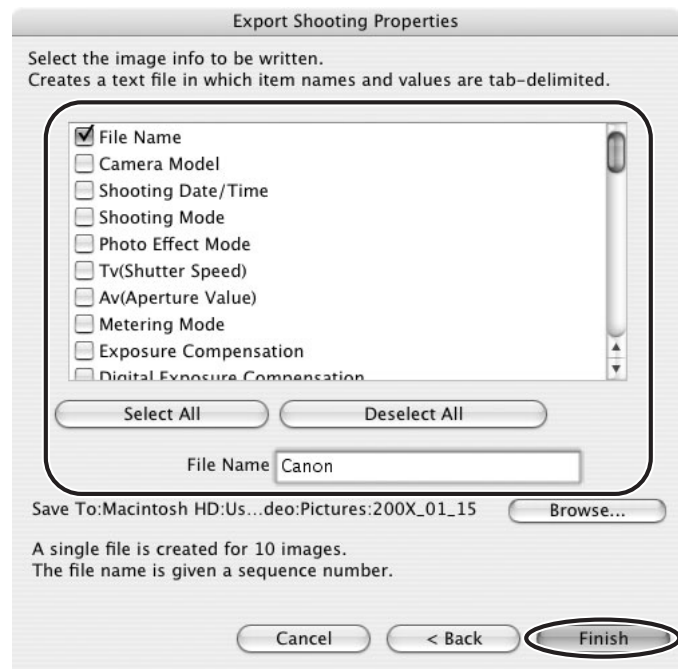 Export Shooting Properties
Select the image info to be written.
Creates a text file in which item names and values are tab-delimited.
File Name
Camera Model
Shooting Date/Time
Shooting Mode
Photo Effect Mode
Tv(Shutter Speed)
Av(Aperture Value)
Metering Mode
Exposure Compensation
Digital Exposure Compensation
Select All Deselect All
File Name Canon
Save To:Macintosh HD:Us...deo:Pictures:200X_01_15 Browse...
A single file is created for 10 images.
The file name is given a sequence number.
Cancel < Back Finish